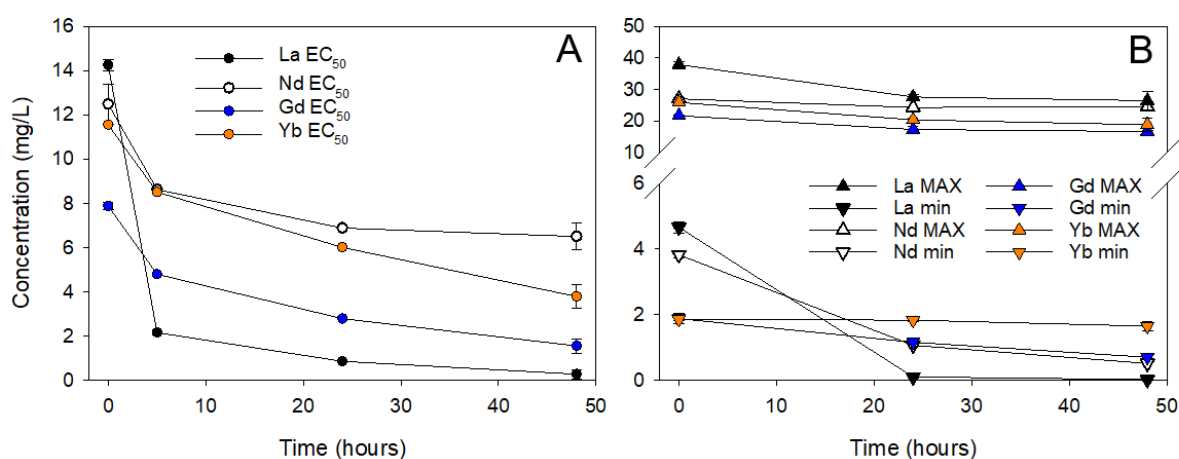 A
Concentration (mg/L)
16
14
12
10
8
6
4
2
0
La EC50
Nd EC50
Gd EC50
Yb EC50
0 10 20 30 40 50
Time (hours)
B
50
40
30
20
10
6
4
2
0
La MAX
La min
Nd MAX
Nd min
Gd MAX
Gd min
Yb MAX
Yb min
0 10 20 30 40 50
Time (hours)